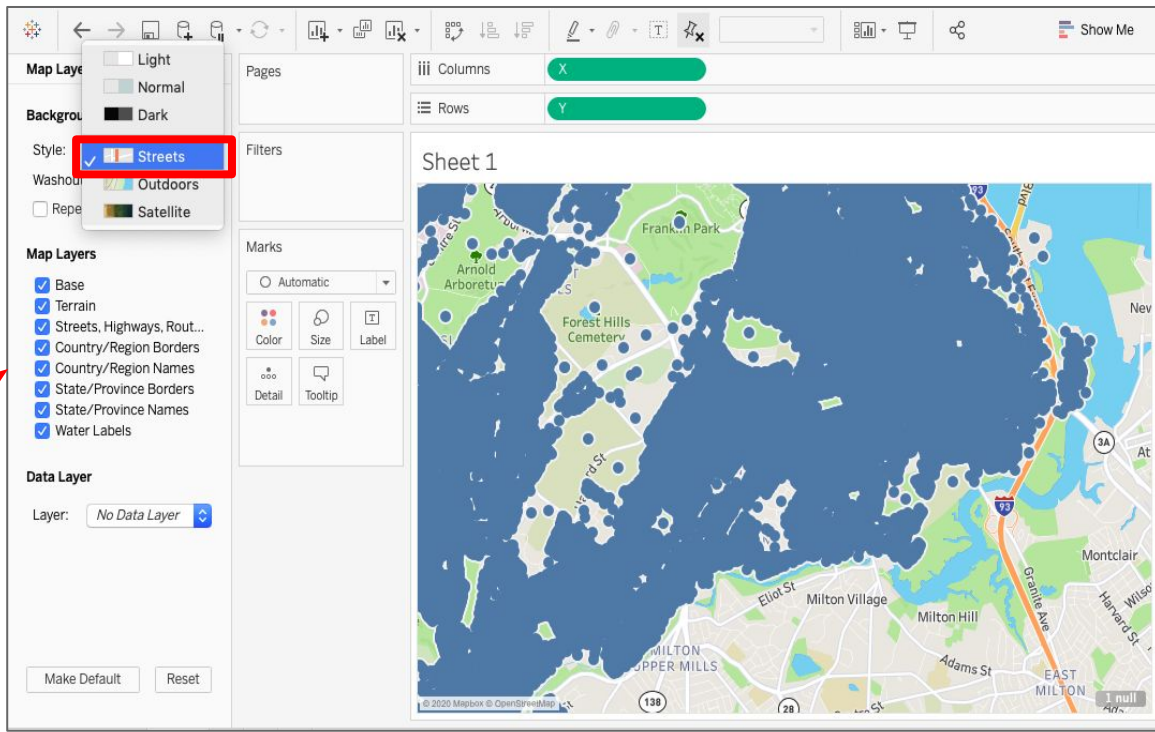 Show Me
Map Laye
Light
Normal
Dark
Streets
Outdoors
Satellite
Backgrou
Style:
Washou
Repe
Map Layers
Base
Terrain
Streets, Highways, Rout...
Country/Region Borders
Country/Region Names
State/Province Borders
State/Province Names
Water Labels
Data Layer
Layer: No Data Layer
Make Default Reset
Pages
Filters
Marks
Automatic
Color Size Label
Detail Tooltip
Columns X
Rows Y
Sheet 1
93
Blvd
Franklin Park
Arnold
Arboretu
Forest Hills
Cemetery
New
3A
At
93
Montclair
Eliot St
Milton Village
Granite Ave
Harvard St
Wilso
Milton Hill
MILTON
UPPER MILLS
Adams St
EAST
MILTON
1 null
© 2020 Mapbox © OpenStreetMap
138
28